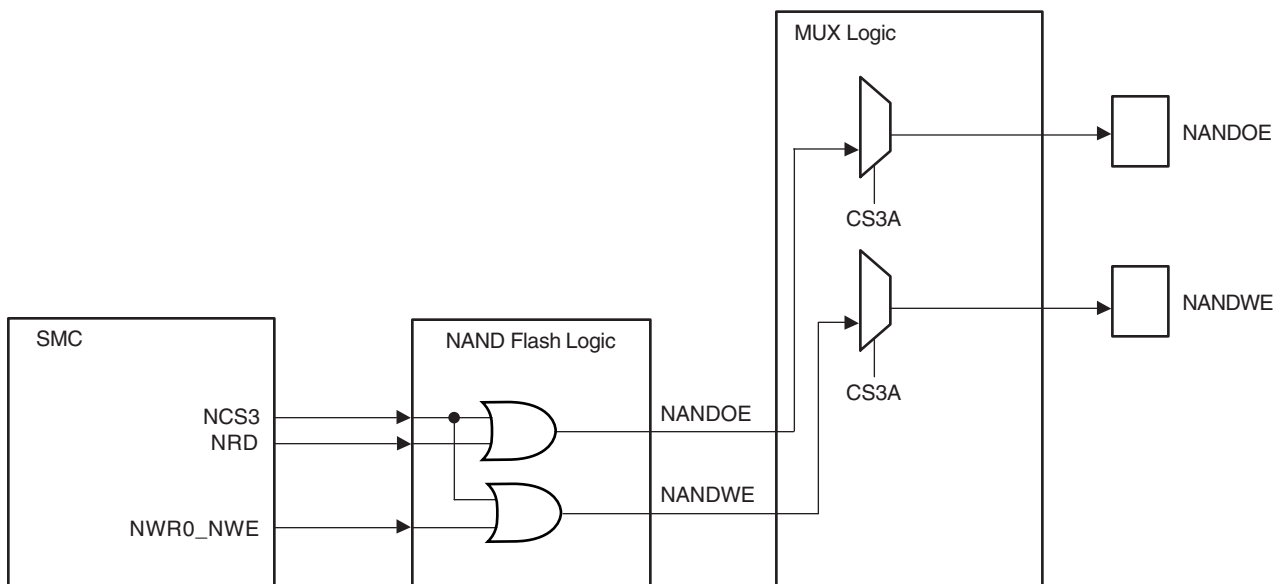 MUX Logic
NANDOE
CS3A
NANDWE
SMC
NAND Flash Logic
CS3A
NCS3
NANDOE
NRD
NANDWE
NWR0_NWE